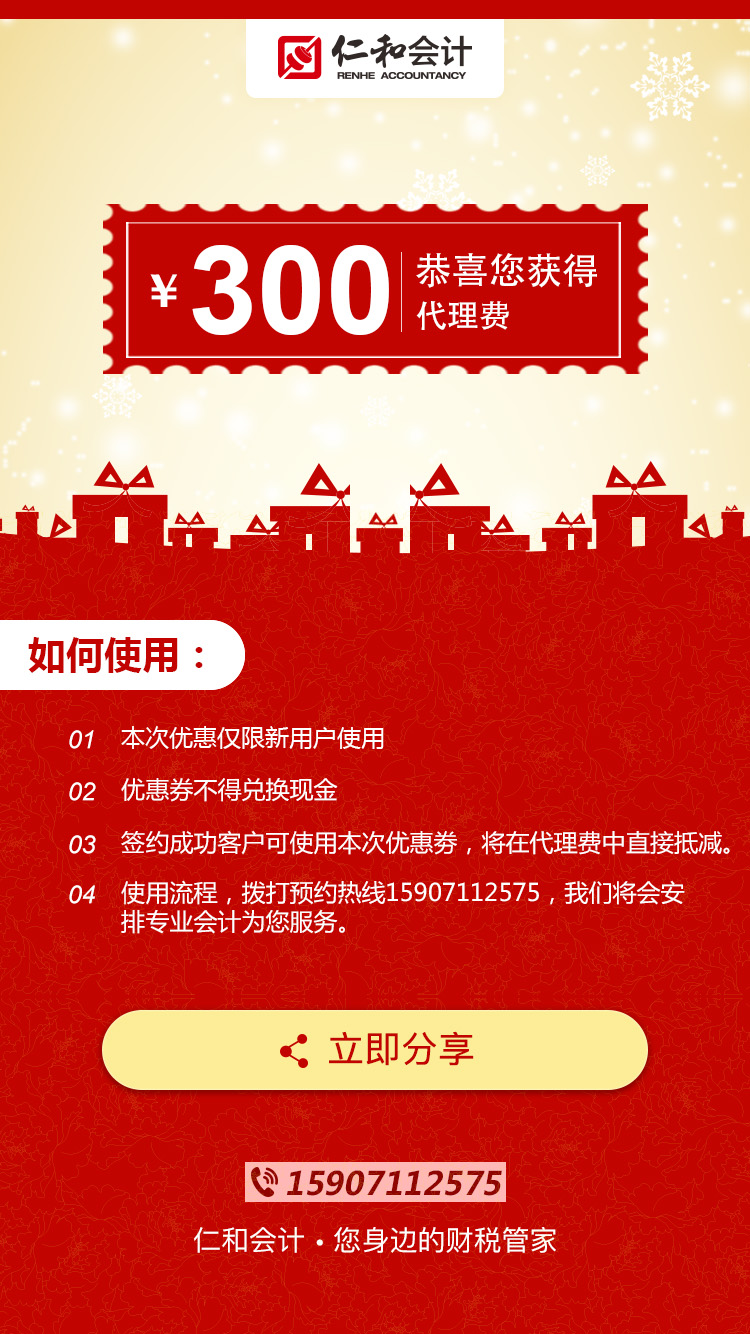 仁和会计
RENHE ACCOUNTANCY
¥300
恭喜您获得
代理费
如何使用：
01 本次优惠仅限新用户使用
02 优惠券不得兑换现金
03 签约成功客户可使用本次优惠劵，将在代理费中直接抵减。
04 使用流程，拨打预约热线15907112575，我们将会安
排专业会计为您服务。
立即分享
15907112575
仁和会计·您身边的财税管家